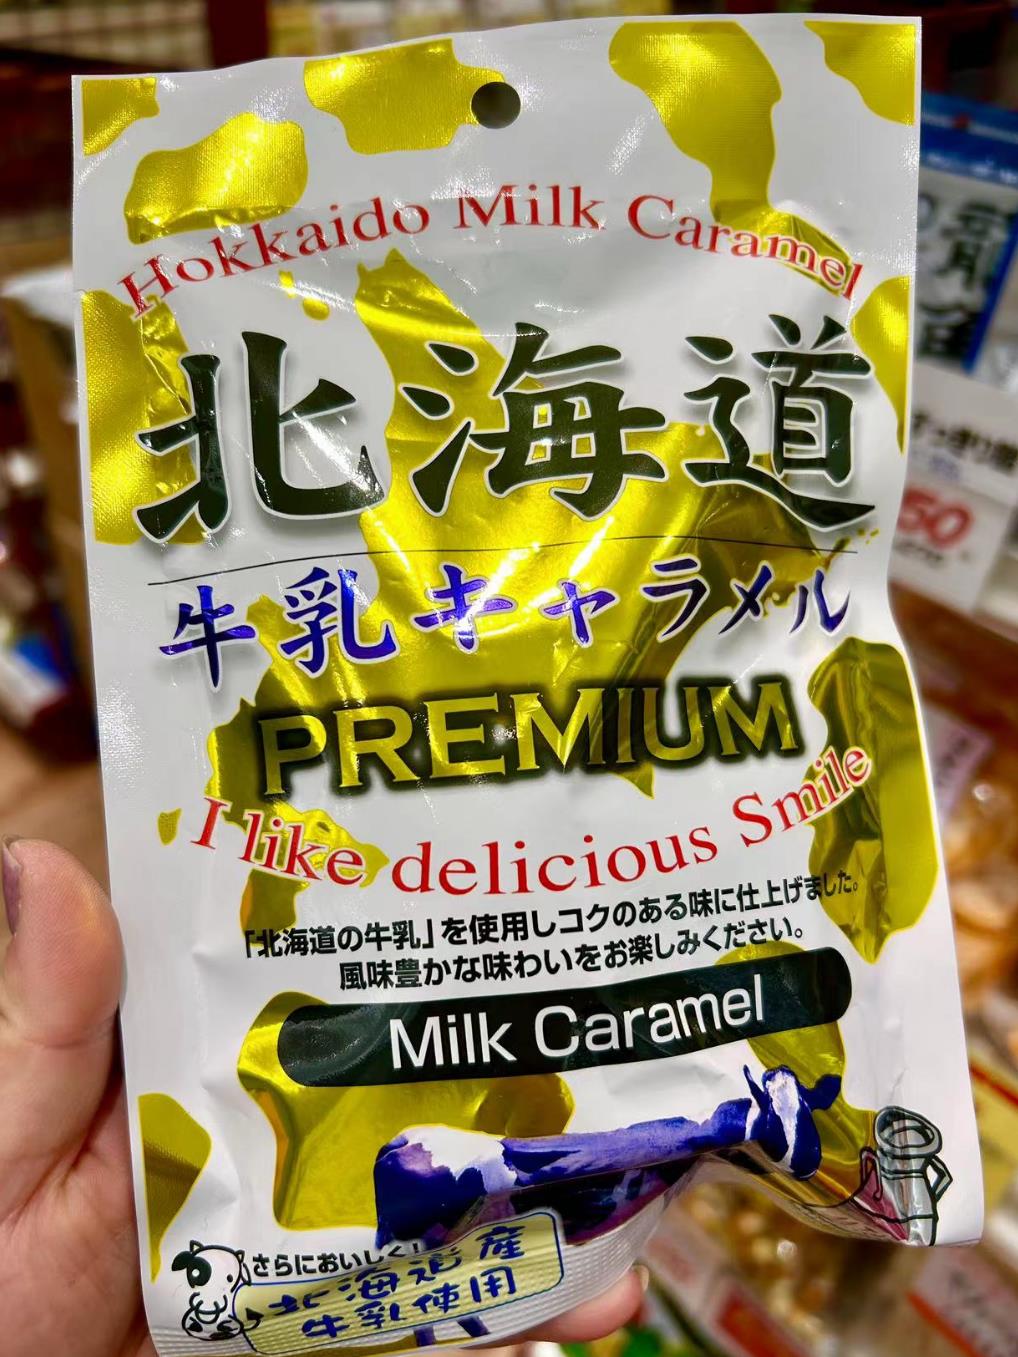 Hokkaido Milk Caramel
北海道
牛乳キャラメル
PREMIUM
I like delicious Smile
「北海道の牛乳」を使用しコクのある味に仕上げました。
風味豊かな味わいをお楽しみください。
Milk Caramel
さらにおいしく!
北海道産
牛乳使用